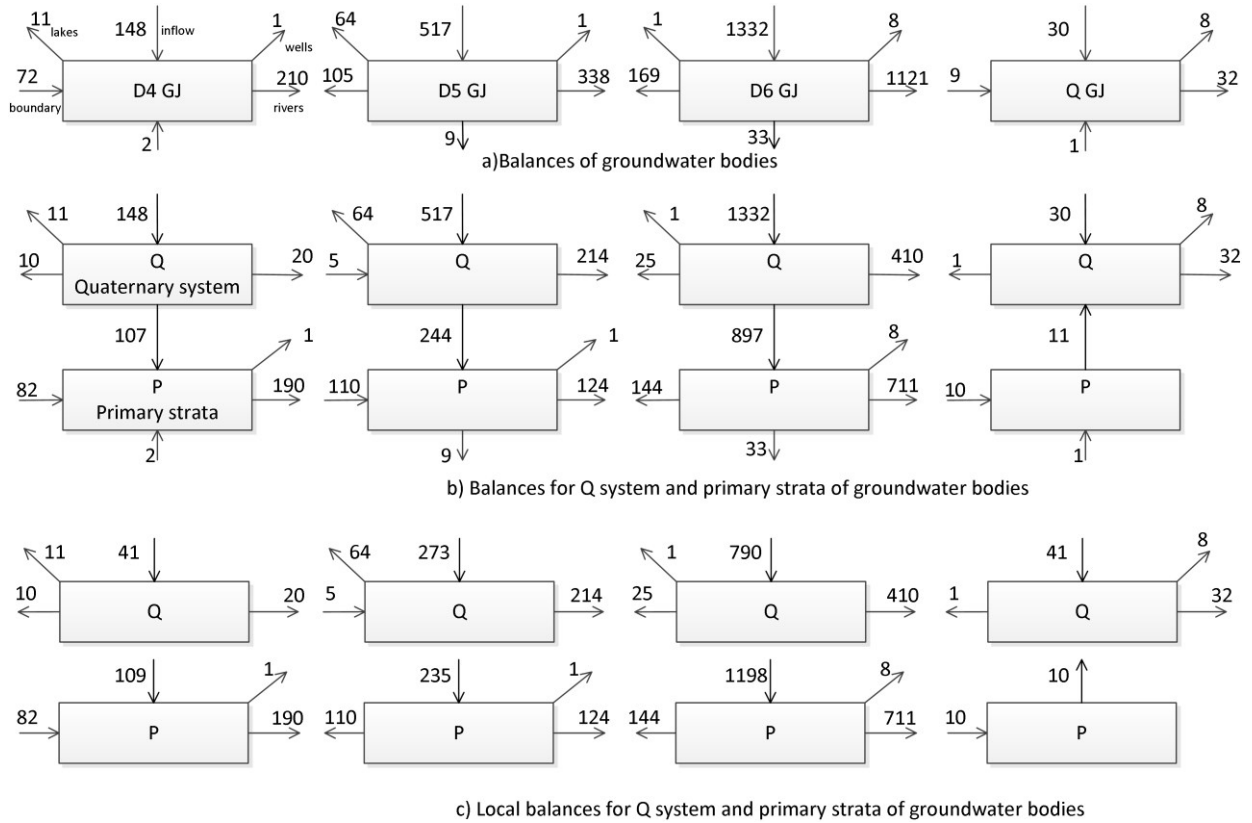 11 lakes 148 inflow 1 wells 64 517 1 1 1332 8 30 8
72 boundary D4 GJ 210 rivers 105 D5 GJ 338 169 D6 GJ 1121 9 Q GJ 32
2 9 33 1
a)Balances of groundwater bodies
11 148 64 517 1 1332 30 8
10 Q 20 5 Q 214 25 Q 410 1 Q 32
Quaternary system
107 1 244 1 897 8 11
82 P 190 110 P 124 144 P 711 10 P
Primary strata
2 9 33 1
b) Balances for Q system and primary strata of groundwater bodies
11 41 64 273 1 790 41 8
10 Q 20 5 Q 214 25 Q 410 1 Q 32
109 1 235 1 1198 8 10
82 P 190 110 P 124 144 P 711 10 P
c) Local balances for Q system and primary strata of groundwater bodies